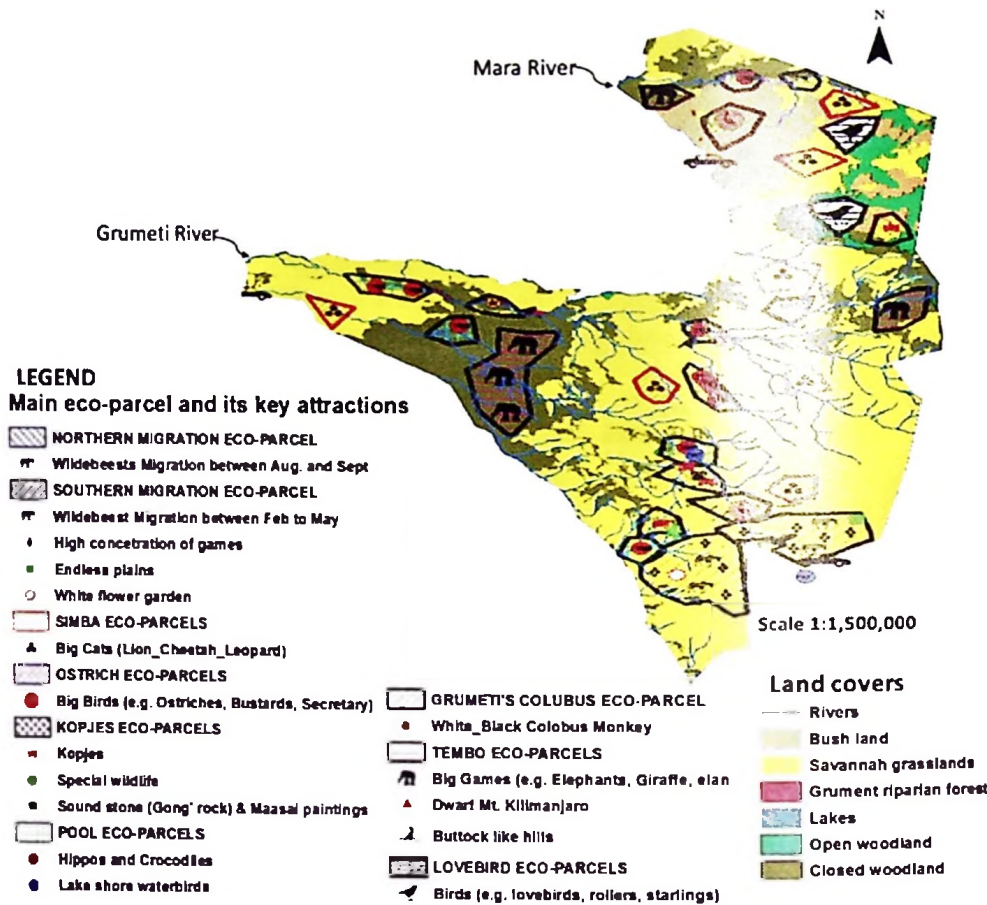 N
Mara River
Grumeti River
LEGEND
Main eco-parcel and its key attractions
NORTHERN MIGRATION ECO-PARCEL
Wildebeests Migration between Aug. and Sept
SOUTHERN MIGRATION ECO-PARCEL
Wildebeest Migration between Feb to May
High concetration of games
Endless plains
White flower garden
SIMBA ECO-PARCELS
Big Cats (Lion_Cheetah_Leopard)
OSTRICH ECO-PARCELS
Big Birds (e.g. Ostriches, Bustards, Secretary)
KOPJES ECO-PARCELS
Kopjes
Special wildlife
Sound stone (Gong' rock) & Maasai paintings
POOL ECO-PARCELS
Hippos and Crocodiles
Lake shore waterbirds
GRUMETI'S COLUBUS ECO-PARCEL
White_Black Colobus Monkey
TEMBO ECO-PARCELS
Big Games (e.g. Elephants, Giraffe, elan
Dwarf Mt. Kilimanjaro
Buttock like hills
LOVEBIRD ECO-PARCELS
Birds (e.g. lovebirds, rollers, starlings)
Scale 1:1,500,000
Land covers
Rivers
Bush land
Savannah grasslands
Grument riparian forest
Lakes
Open woodland
Closed woodland